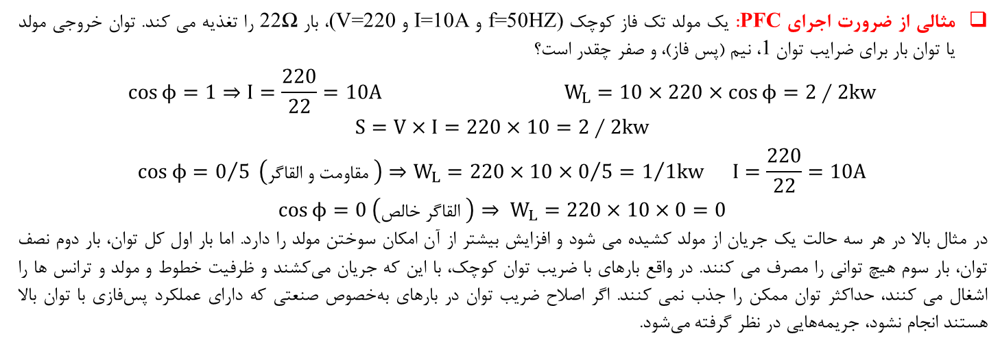 ❑ مثالی از ضرورت اجرای PFC: یک مولد تک فاز کوچک (f=50HZ و I=10A و V=220)، بار 22Ω را تغذیه می کند. توان خروجی مولد
یا توان بار برای ضرایب توان 1، نیم (پس فاز)، و صفر چقدر است؟
cos ϕ = 1 ⇒ I = 220/22 = 10A    W_L = 10 × 220 × cos ϕ = 2 / 2kw
S = V × I = 220 × 10 = 2 / 2kw
cos ϕ = 0/5 (مقاومت و القاگر) ⇒ W_L = 220 × 10 × 0/5 = 1/1kw    I = 220/22 = 10A
cos ϕ = 0 (القاگر خالص) ⇒ W_L = 220 × 10 × 0 = 0
در مثال بالا در هر سه حالت یک جریان از مولد کشیده می شود و افزایش بیشتر از آن امکان سوختن مولد را دارد. اما بار اول کل توان، بار دوم نصف
توان، بار سوم هیچ توانی را مصرف می کنند. در واقع بارهای با ضریب توان کوچک، با این که جریان می‌کشند و ظرفیت خطوط و مولد و ترانس ها را
اشغال می کنند، حداکثر توان ممکن را جذب نمی کنند. اگر اصلاح ضریب توان در بارهای به‌خصوص صنعتی که دارای عملکرد پس‌فازی با توان بالا
هستند انجام نشود، جریمه‌هایی در نظر گرفته می‌شود.